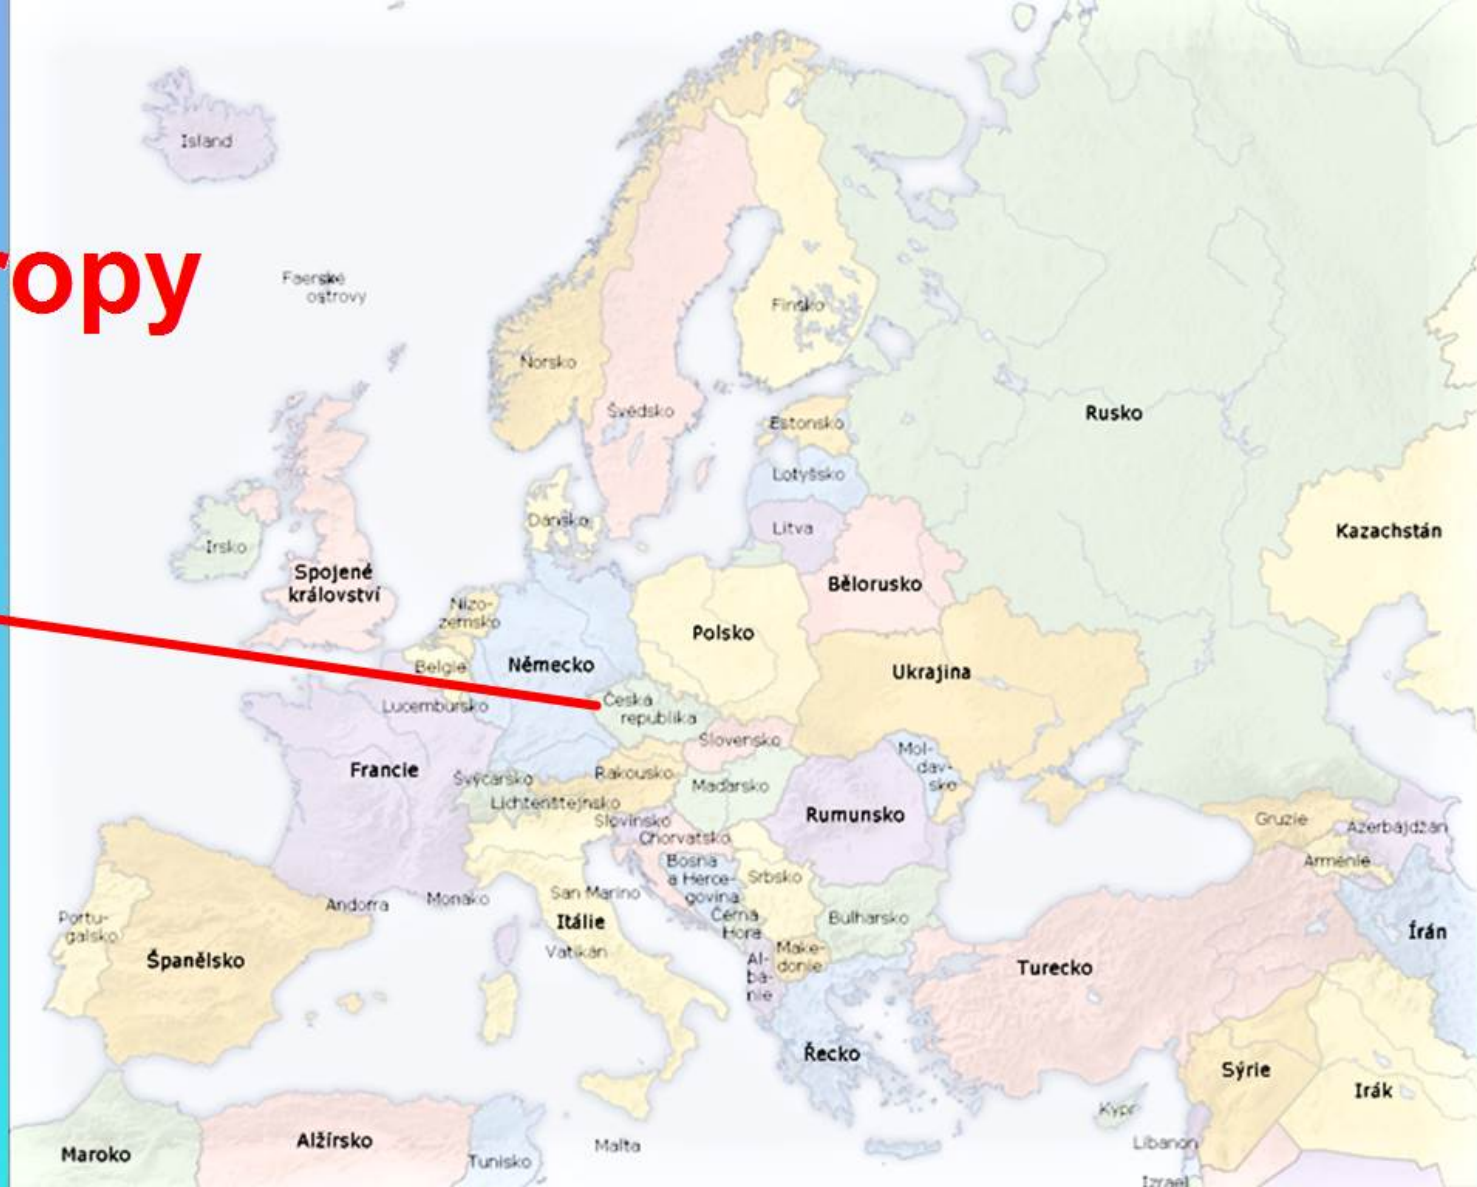 Island
ropy
Faerské
ostrovy
Finsko
Norsko
Švédsko
Rusko
Estonsko
Lotyšsko
Dánsko
Litva
Kazachstán
Irsko
Spojené
království
Bělorusko
Nizo-
zemsko
Polsko
Belgie
Německo
Ukrajina
Lucembursko
Česká
republika
Slovensko
Mol-
dav-
sko
Francie
Švýcarsko
Rakousko
Maďarsko
Lichtenštejnsko
Rumunsko
Slovinsko
Gruzie
Azerbájdžán
Chorvatsko
Arménie
Bosna
a Herce-
govina
Srbsko
Andorra
Monako
San Marino
Černá
Hora
Bulharsko
Portu-
galsko
Itálie
Írán
Španělsko
Vatikán
Make-
donie
Al-
bá-
nie
Turecko
Řecko
Sýrie
Irák
Kypr
Alžírsko
Malta
Libanon
Maroko
Tunisko
Izrael